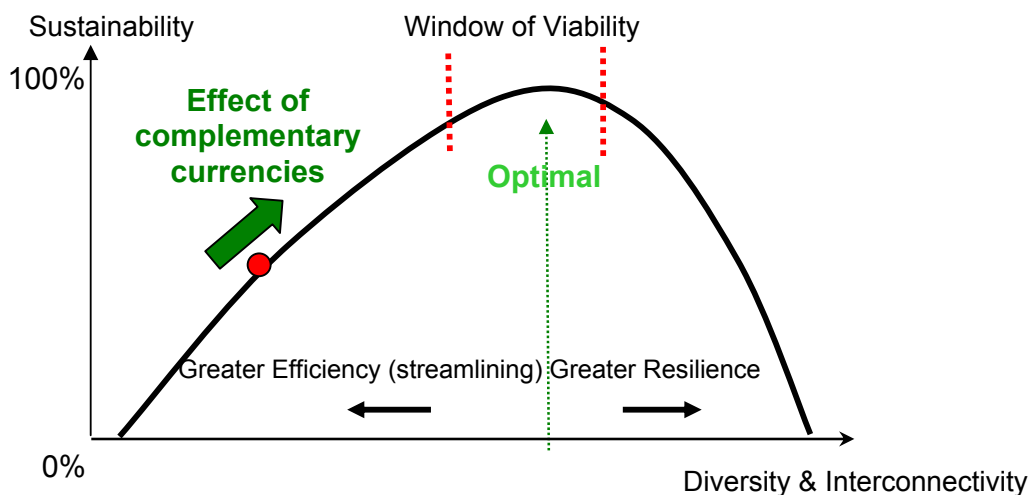 Sustainability
Window of Viability
100%
Effect of
complementary
currencies
Optimal
Greater Efficiency (streamlining)
Greater Resilience
0%
Diversity & Interconnectivity